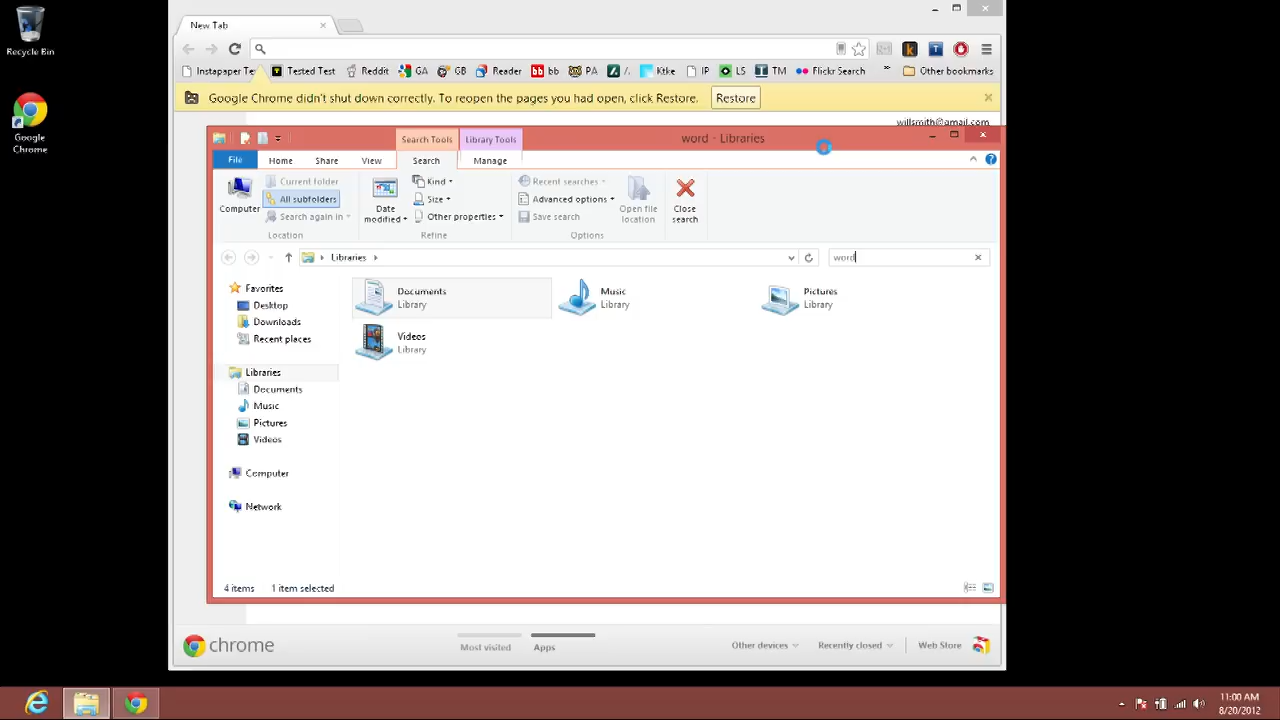 New Tab
Recycle Bin
Google Chrome
Tested Test
Reddit
GA
GB
Reader
bb
PA
/.
Ktke
IP
LS
TM
Flickr Search
Other bookmarks
Google Chrome didn't shut down correctly. To reopen the pages you had open, click Restore.
Restore
willsmith@gmail.com
Search Tools
Library Tools
word - Libraries
File
Home
Share
View
Search
Manage
Computer
Current folder
All subfolders
Search again in
Location
Date modified
Kind
Size
Other properties
Refine
Recent searches
Advanced options
Save search
Open file location
Options
Close search
Libraries
word
Favorites
Desktop
Downloads
Recent places
Libraries
Documents
Music
Pictures
Videos
Computer
Network
Documents
Library
Music
Library
Pictures
Library
Videos
Library
4 items
1 item selected
chrome
Most visited
Apps
Other devices
Recently closed
Web Store
11:00 AM
8/20/2012